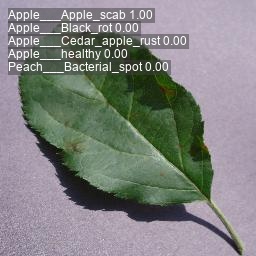 Apple___Apple_scab 1.00
Apple___Black_rot 0.00
Apple___Cedar_apple_rust 0.00
Apple___healthy 0.00
Peach___Bacterial_spot 0.00